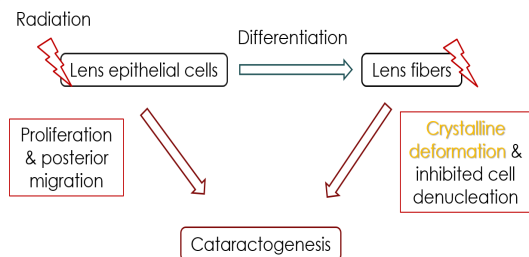 Radiation
Differentiation
Lens epithelial cells
Lens fibers
Proliferation
& posterior
migration
Crystalline
deformation &
inhibited cell
denucleation
Cataractogenesis